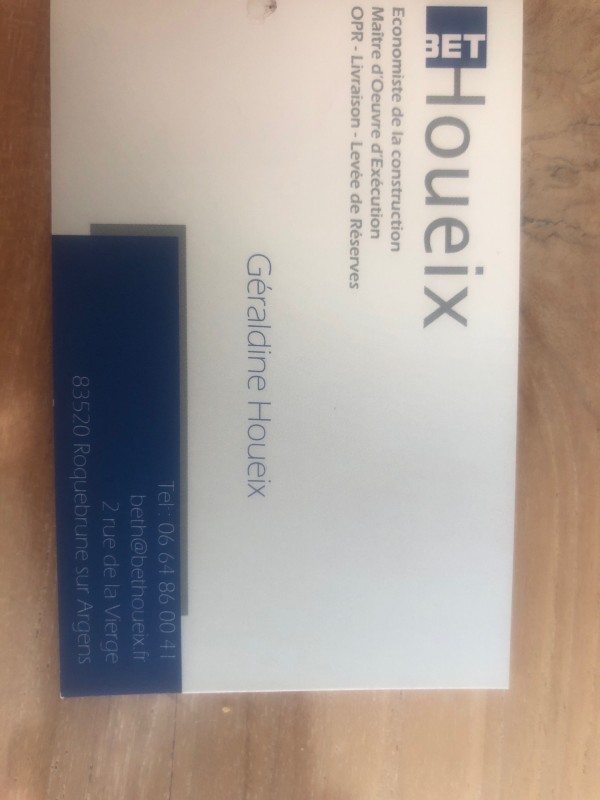 BET
Houeix
Economiste de la construction
Maître d'Oeuvre d'Exécution
OPR - Livraison - Levée de Réserves
Géraldine Houeix
Tel : 06 64 86 00 41
beth@bethoueix.fr
2 rue de la Vierge
83520 Roquebrune sur Argens